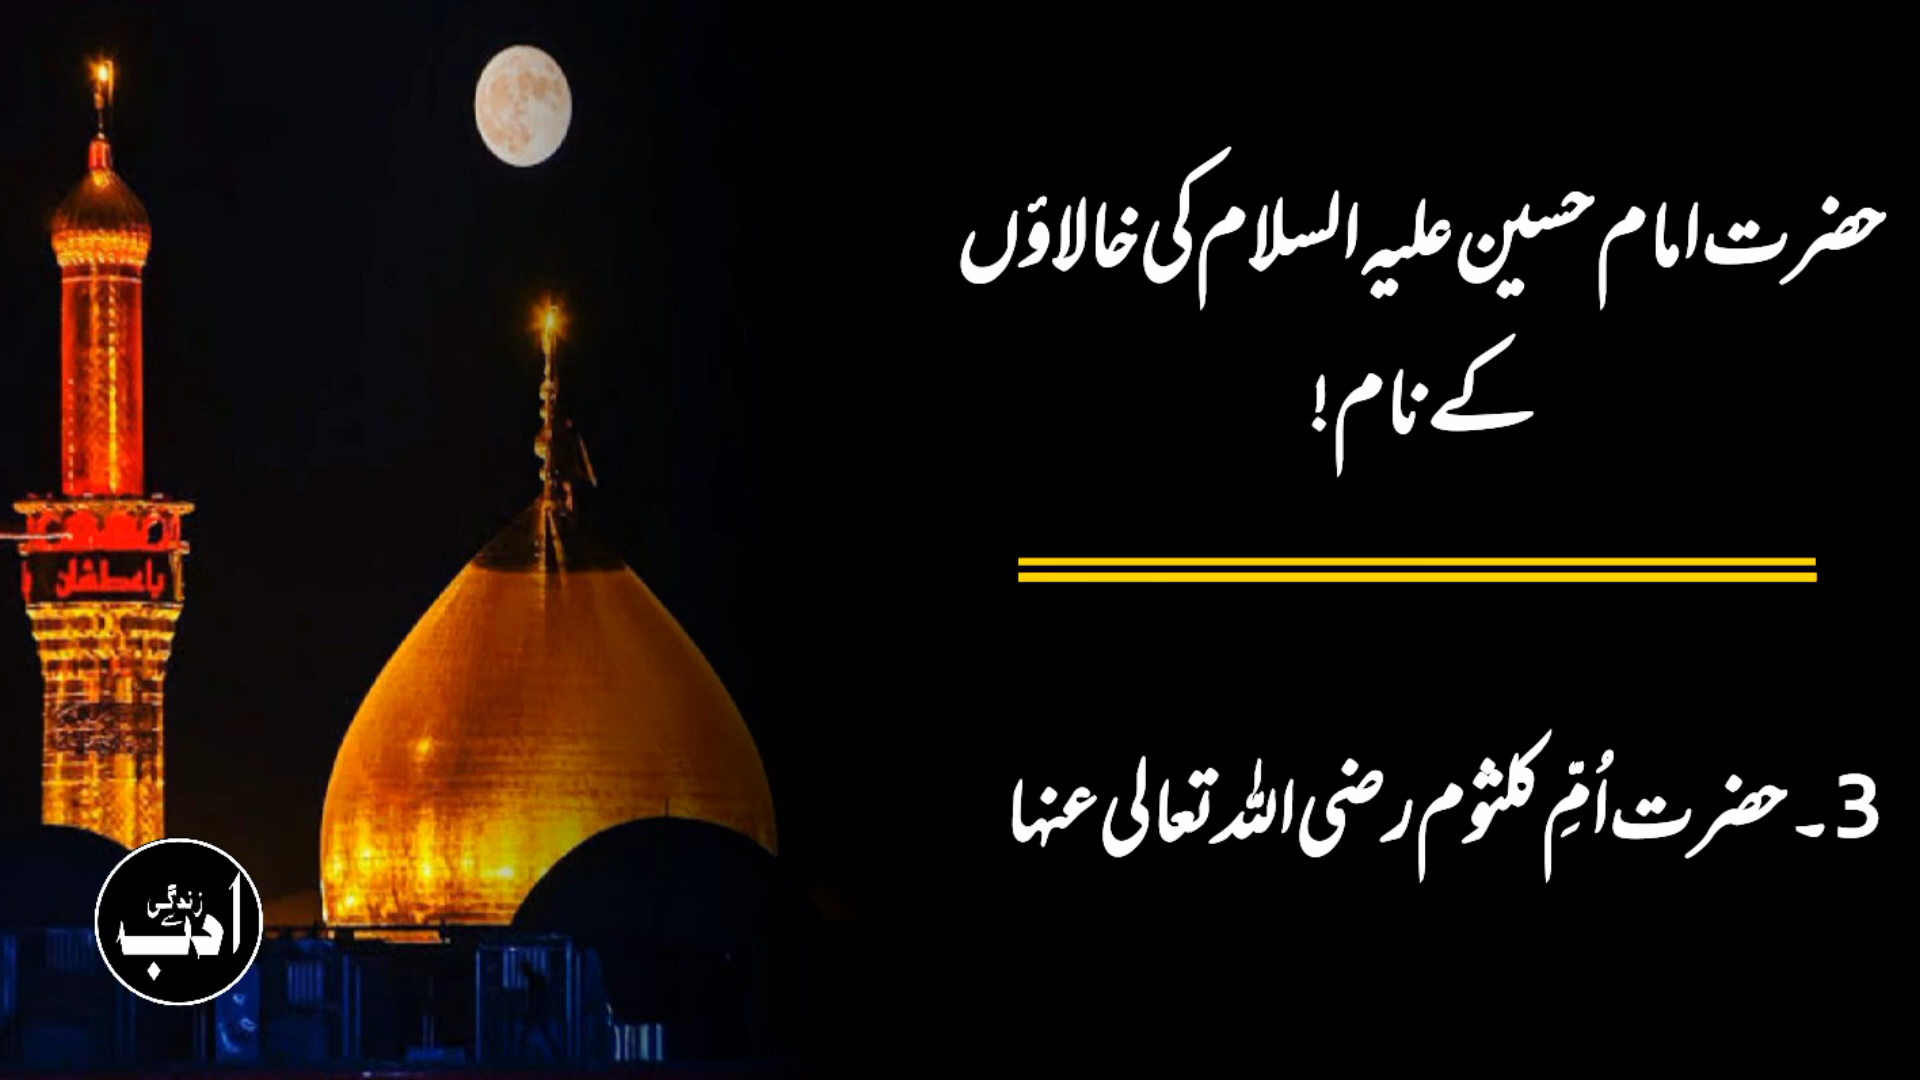 حضرت امام حسین علیہ السلام کی خالاؤں
کے نام!
3۔ حضرت اُمِّ کلثوم رضی اللہ تعالی عنہا
یا عطشان
زندگی
ادب